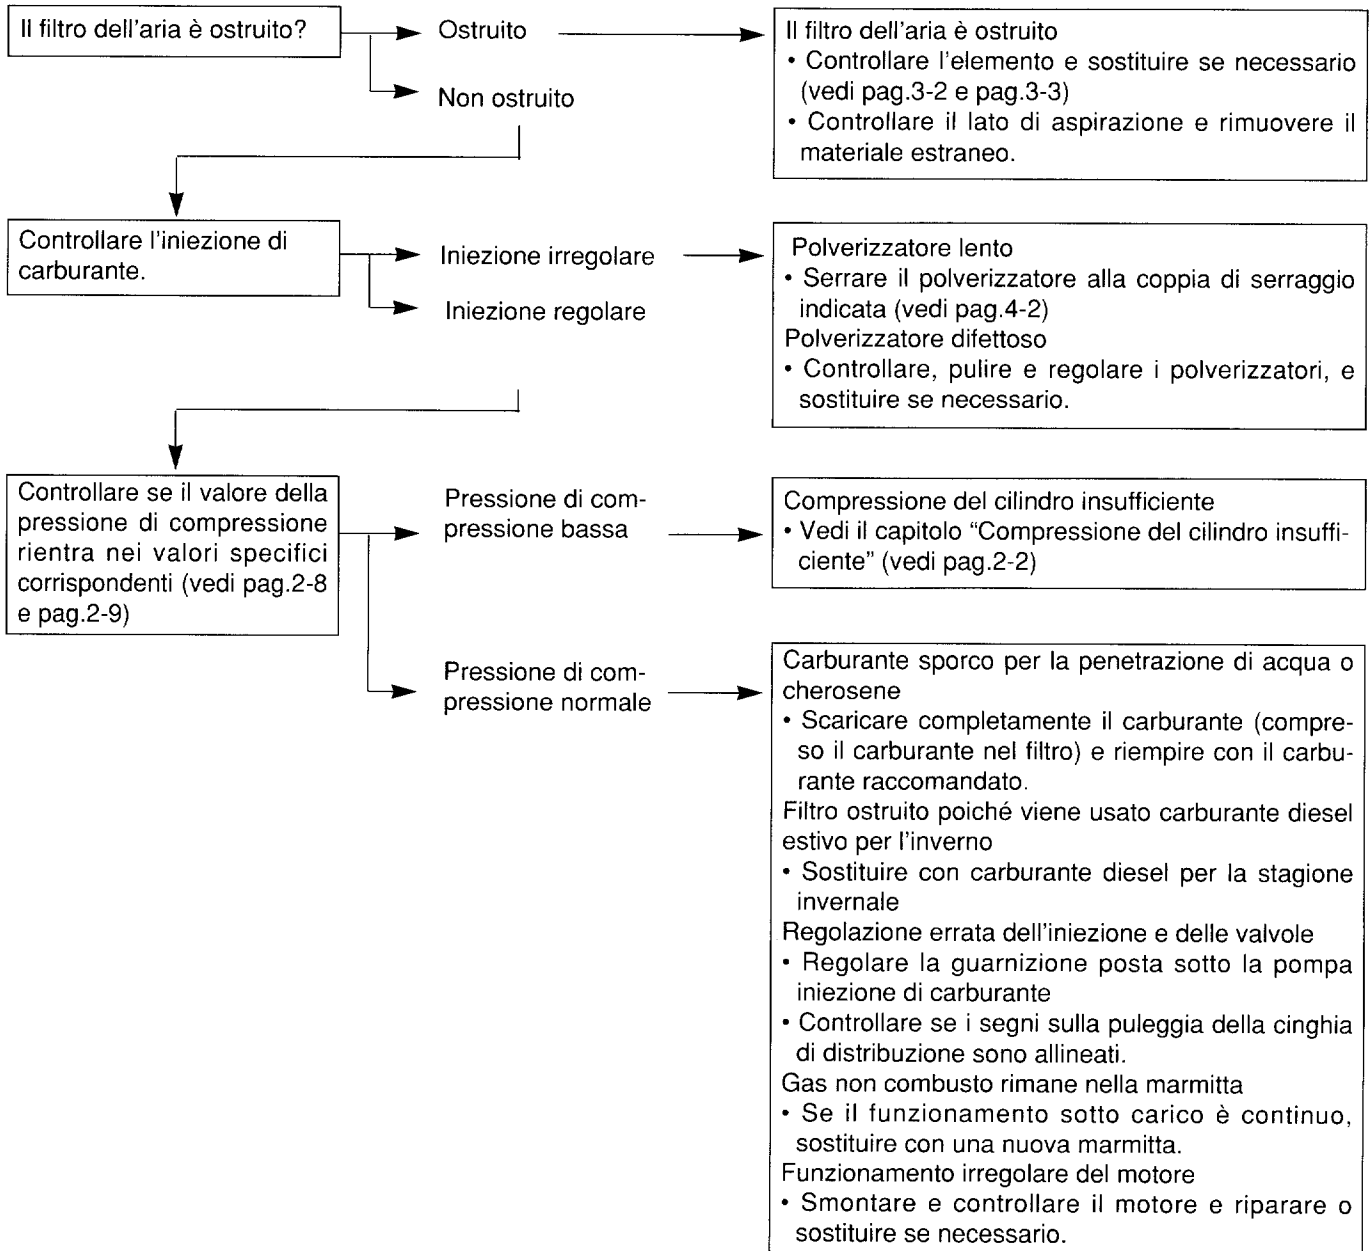 Il filtro dell'aria è ostruito?
Ostruito
Non ostruito
Il filtro dell'aria è ostruito
• Controllare l'elemento e sostituire se necessario
(vedi pag.3-2 e pag.3-3)
• Controllare il lato di aspirazione e rimuovere il
materiale estraneo.
Controllare l'iniezione di
carburante.
Iniezione irregolare
Iniezione regolare
Polverizzatore lento
• Serrare il polverizzatore alla coppia di serraggio
indicata (vedi pag.4-2)
Polverizzatore difettoso
• Controllare, pulire e regolare i polverizzatori, e
sostituire se necessario.
Controllare se il valore della
pressione di compressione
rientra nei valori specifici
corrispondenti (vedi pag.2-8
e pag.2-9)
Pressione di com-
pressione bassa
Compressione del cilindro insufficiente
• Vedi il capitolo “Compressione del cilindro insuffi-
ciente” (vedi pag.2-2)
Pressione di com-
pressione normale
Carburante sporco per la penetrazione di acqua o
cherosene
• Scaricare completamente il carburante (compre-
so il carburante nel filtro) e riempire con il carbu-
rante raccomandato.
Filtro ostruito poiché viene usato carburante diesel
estivo per l'inverno
• Sostituire con carburante diesel per la stagione
invernale
Regolazione errata dell'iniezione e delle valvole
• Regolare la guarnizione posta sotto la pompa
iniezione di carburante
• Controllare se i segni sulla puleggia della cinghia
di distribuzione sono allineati.
Gas non combusto rimane nella marmitta
• Se il funzionamento sotto carico è continuo,
sostituire con una nuova marmitta.
Funzionamento irregolare del motore
• Smontare e controllare il motore e riparare o
sostituire se necessario.